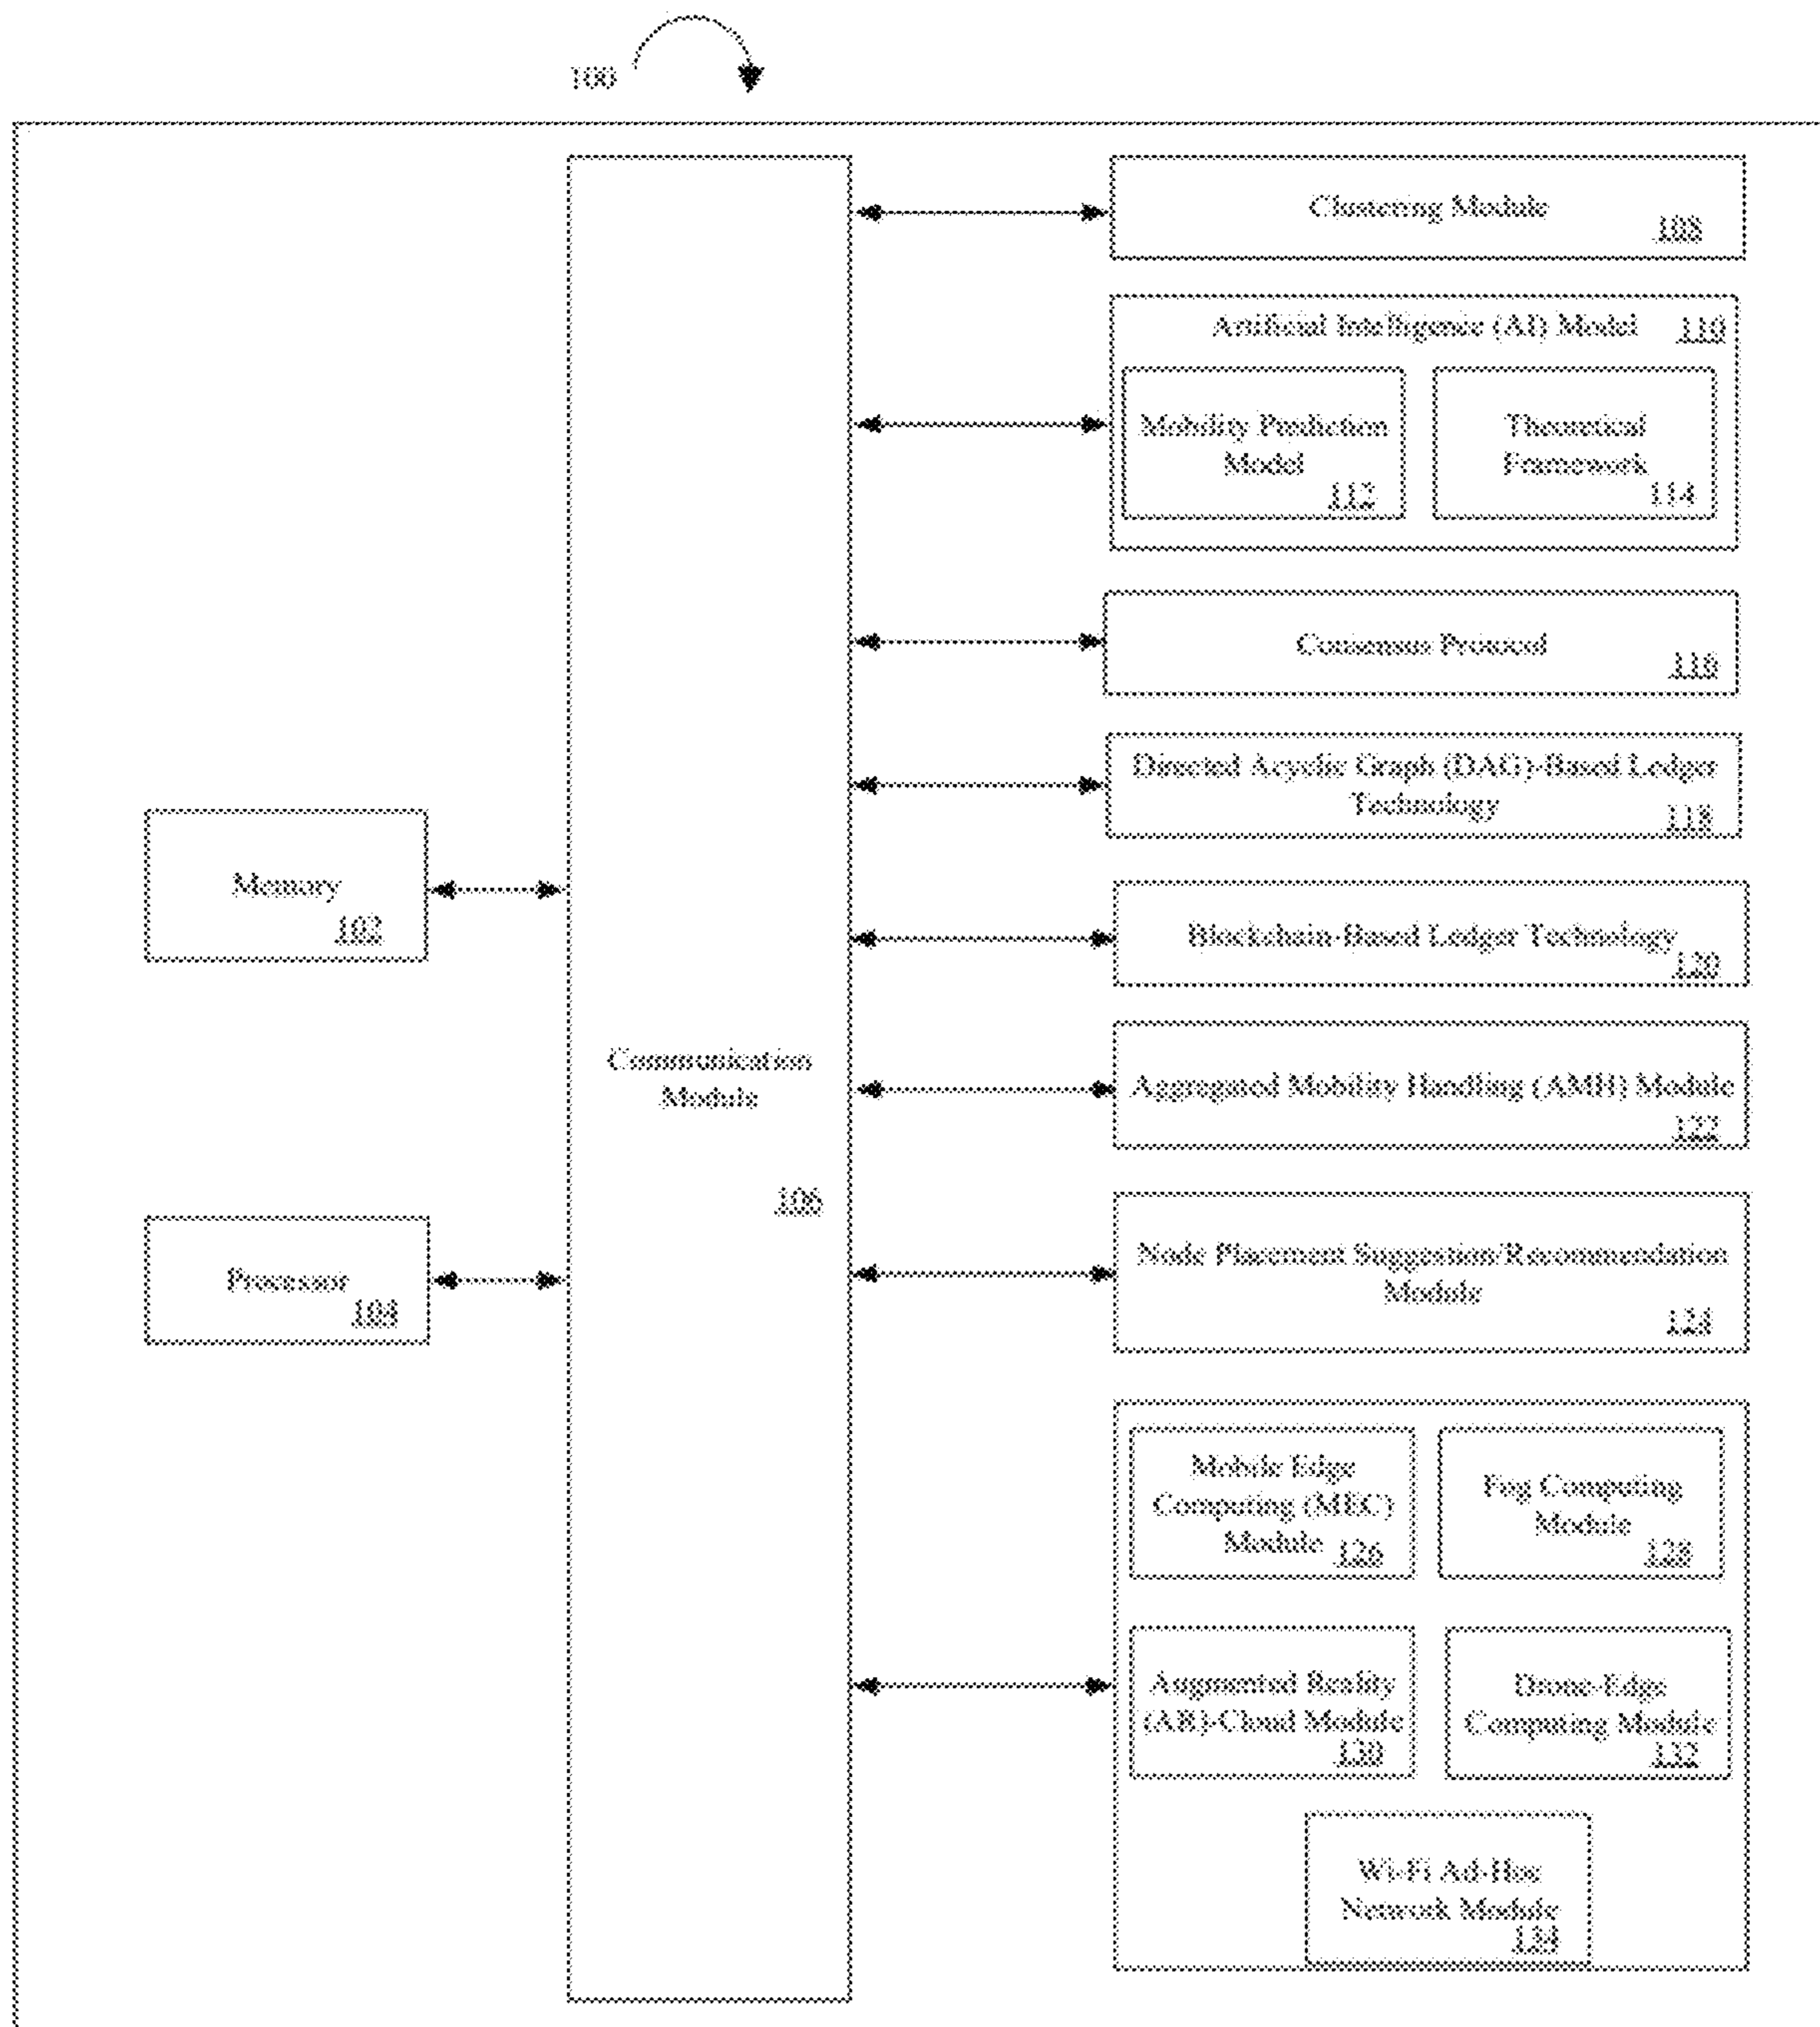 100
Clustering Module
108
Artificial Intelligence (AI) Model 110
Mobility Prediction
Model
112
Theoretical
Framework
114
Consensus Protocol
116
Directed Acyclic Graph (DAG)-Based Ledger
Technology
118
Memory
102
Blockchain-Based Ledger Technology
120
Communication
Module
106
Aggregated Mobility Handling (AMH) Module
122
Processor
104
Node Placement Suggestion/Recommendation
Module
124
Mobile Edge
Computing (MEC)
Module 126
Fog Computing
Module
128
Augmented Reality
(AR)-Cloud Module
130
Drone-Edge
Computing Module
132
Wi-Fi Ad-Hoc
Network Module
134